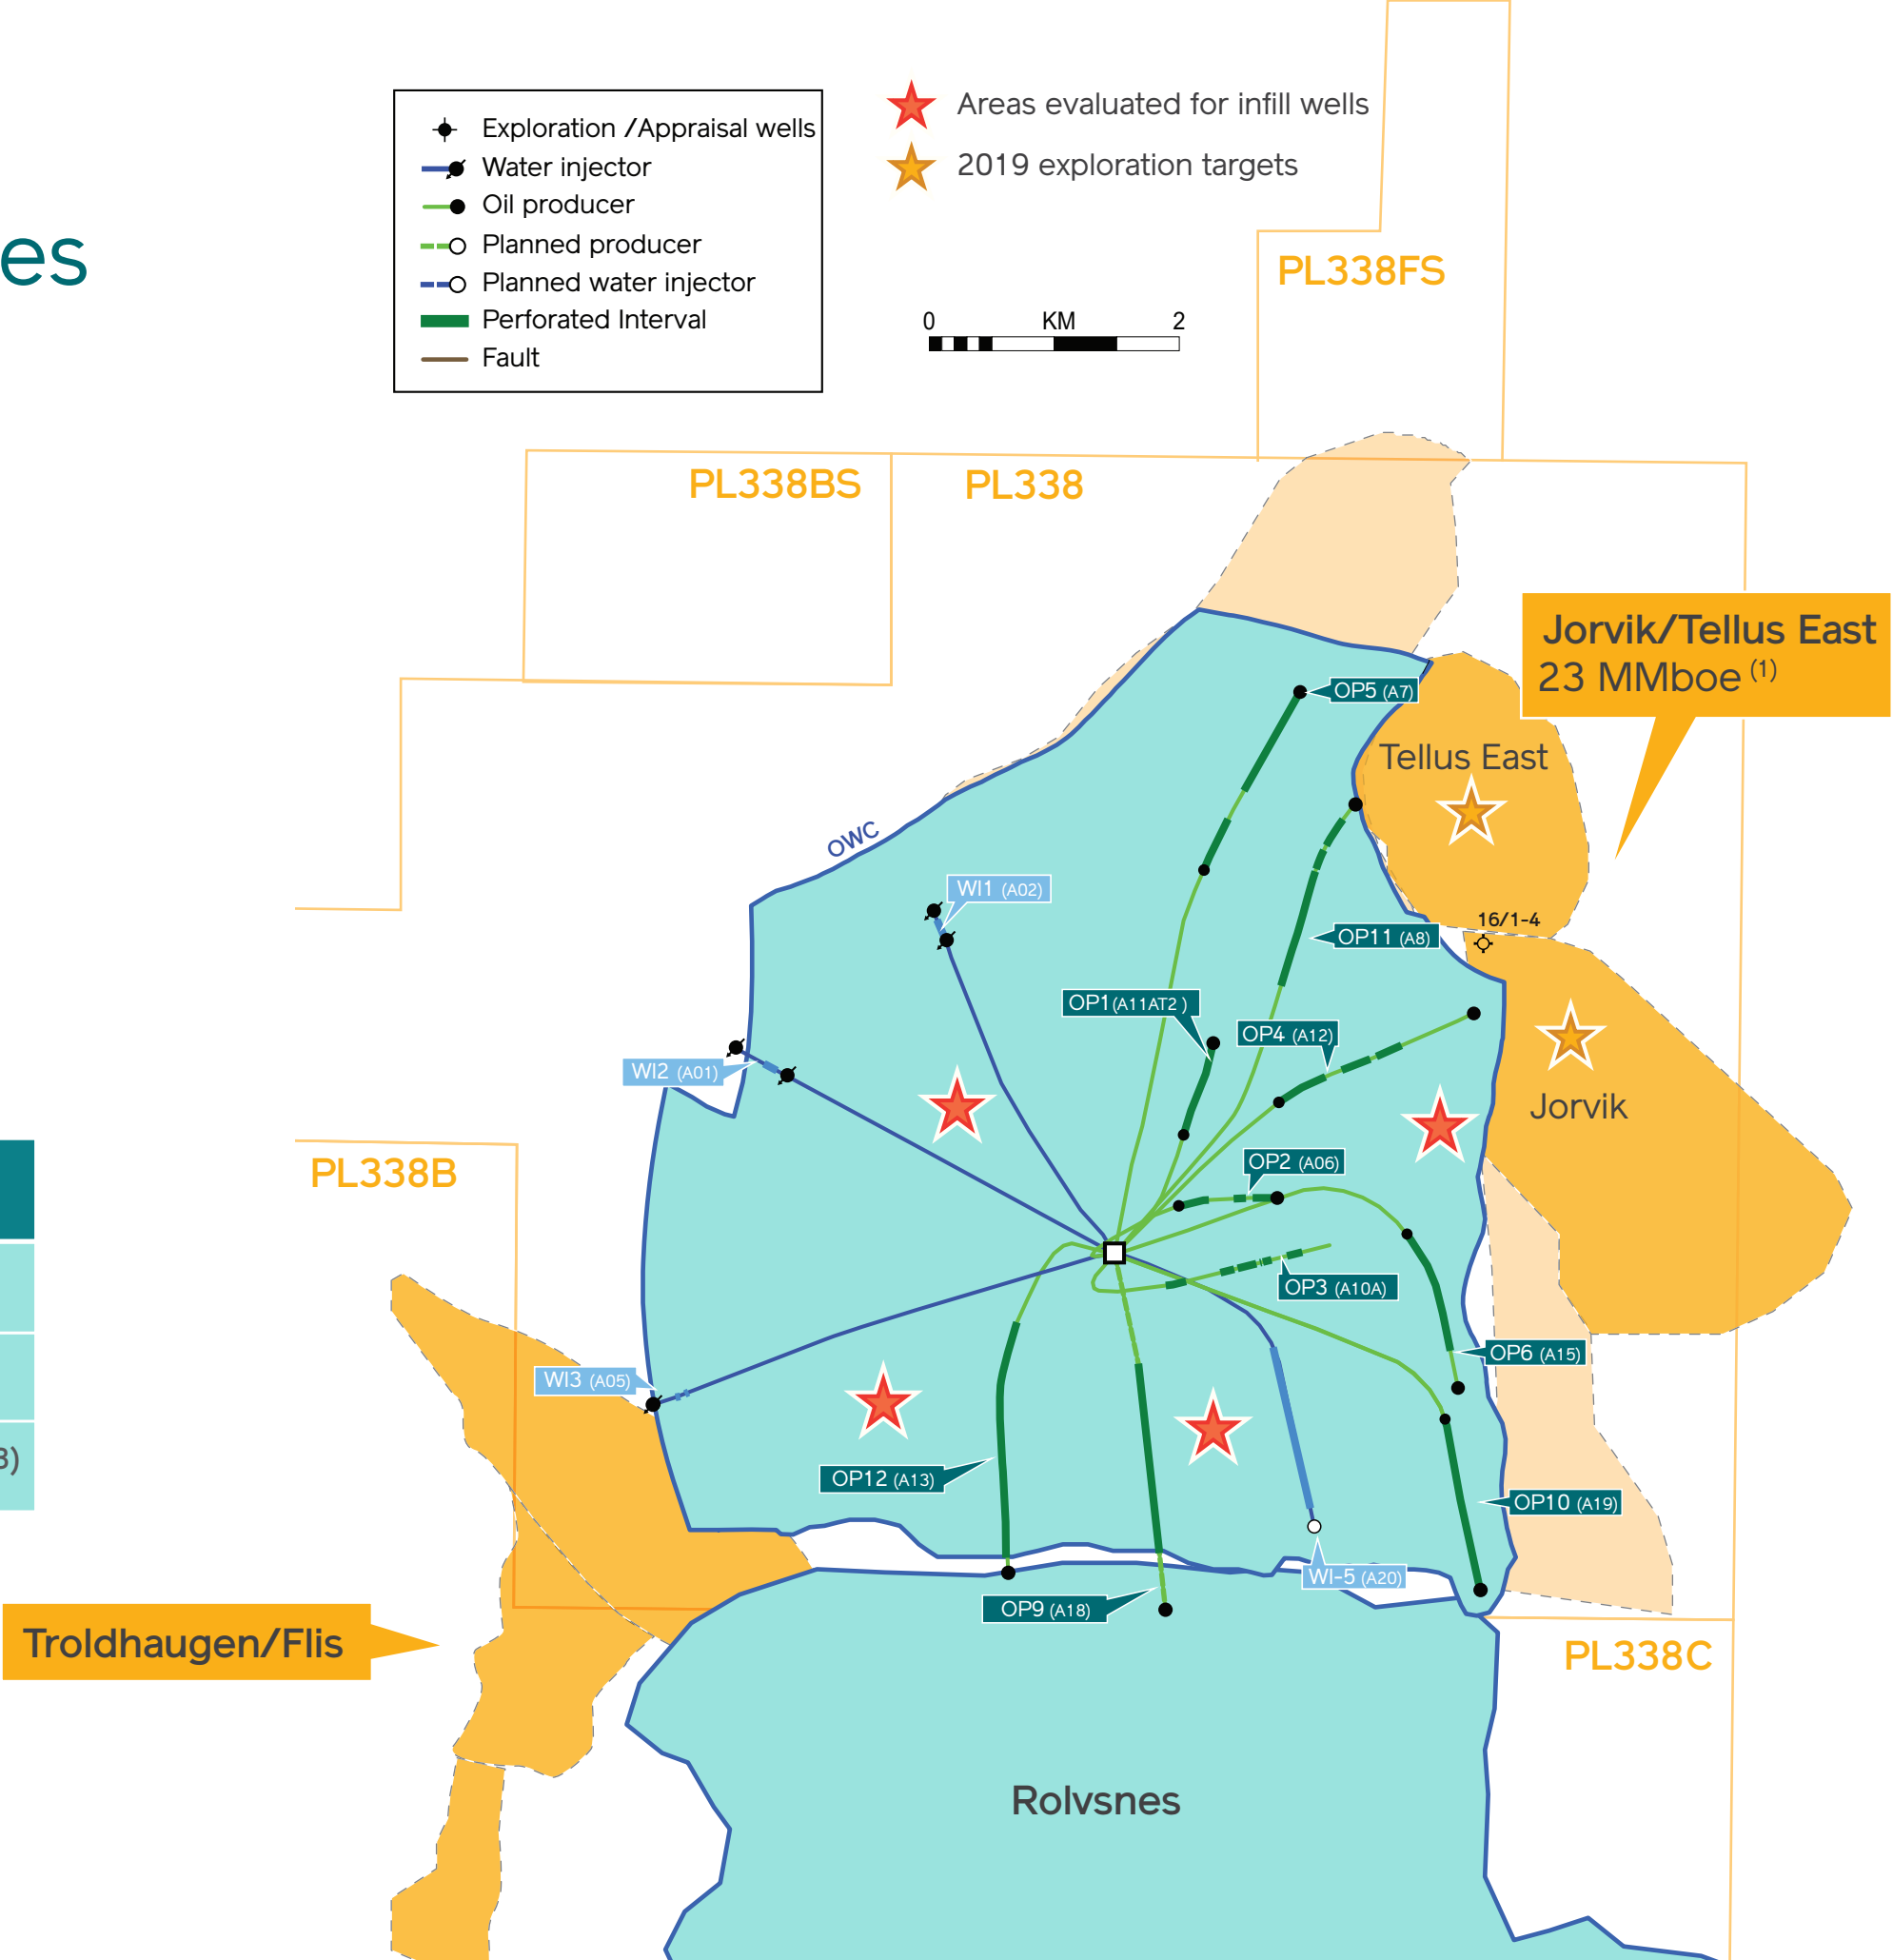 es
Exploration /Appraisal wells
Water injector
Oil producer
Planned producer
Planned water injector
Perforated Interval
Fault
Areas evaluated for infill wells
2019 exploration targets
0 KM 2
PL338FS
PL338BS
PL338
Jorvik/Tellus East
23 MMboe (1)
OP5 (A7)
Tellus East
OWC
WI1 (A02)
16/1-4
OP11 (A8)
OP1(A11AT2 )
OP4 (A12)
WI2 (A01)
Jorvik
PL338B
OP2 (A06)
OP3 (A10A)
OP6 (A15)
WI3 (A05)
3)
OP12 (A13)
OP10 (A19)
WI-5 (A20)
OP9 (A18)
Troldhaugen/Flis
PL338C
Rolvsnes